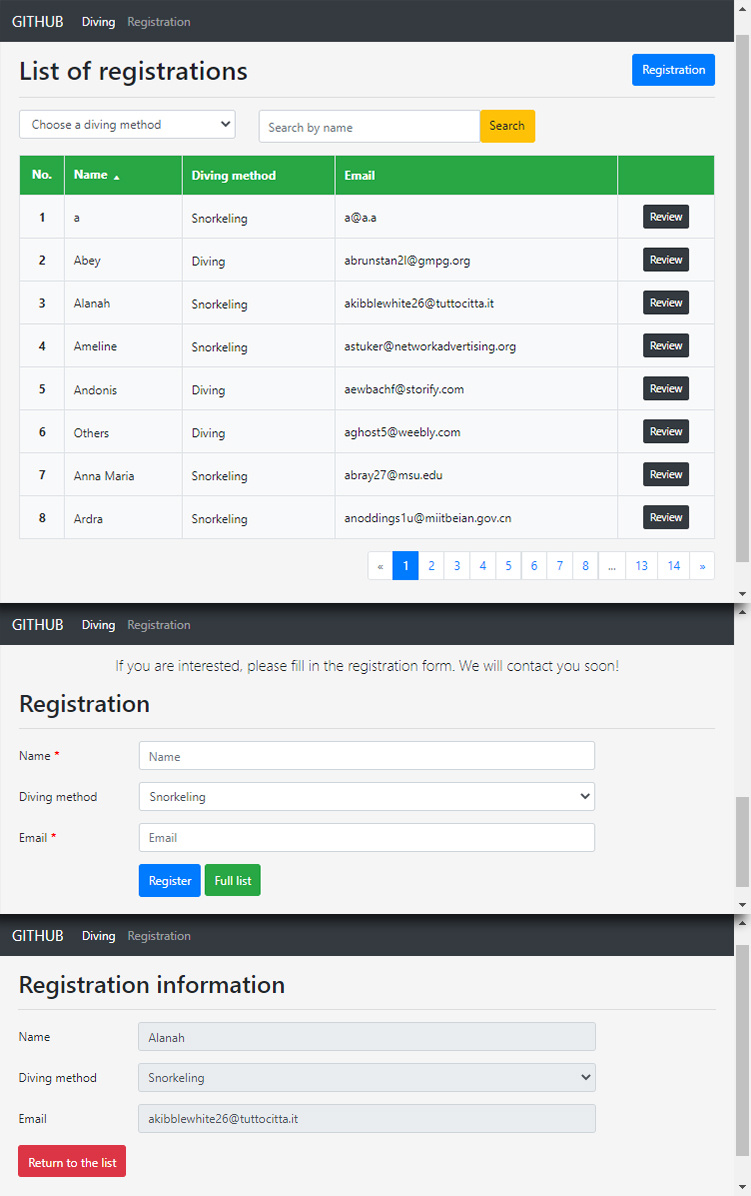 GITHUB Diving Registration
List of registrations Registration
Choose a diving method Search by name Search
No. Name ▲ Diving method Email
1 a Snorkeling a@a.a Review
2 Abey Diving abrunstan2l@gmpg.org Review
3 Alanah Snorkeling akibblewhite26@tuttocitta.it Review
4 Ameline Snorkeling astuker@networkadvertising.org Review
5 Andonis Diving aewbachf@storify.com Review
6 Others Diving aghost5@weebly.com Review
7 Anna Maria Snorkeling abray27@msu.edu Review
8 Ardra Snorkeling anoddings1u@miitbeian.gov.cn Review
« 1 2 3 4 5 6 7 8 ... 13 14 »
GITHUB Diving Registration
If you are interested, please fill in the registration form. We will contact you soon!
Registration
Name * Name
Diving method Snorkeling
Email * Email
Register Full list
GITHUB Diving Registration
Registration information
Name Alanah
Diving method Snorkeling
Email akibblewhite26@tuttocitta.it
Return to the list